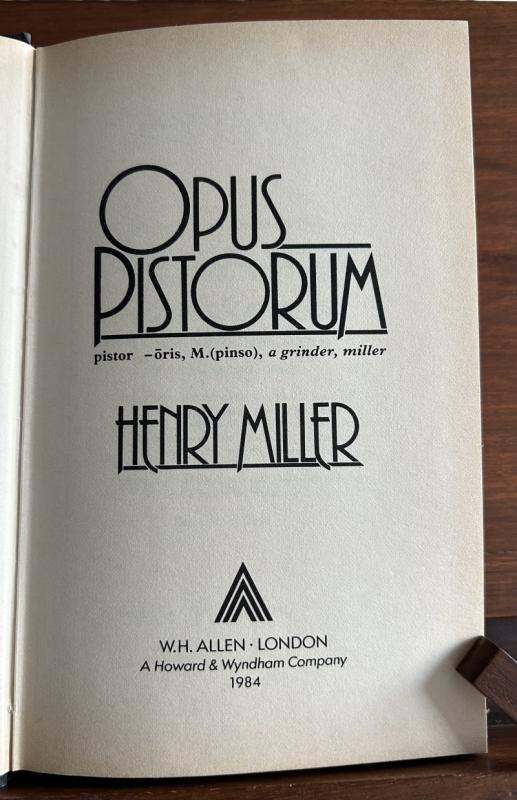 OPUS
PISTORUM
pistor –ōris, M.(pinso), a grinder, miller
HENRY MILLER
W.H. ALLEN · LONDON
A Howard & Wyndham Company
1984